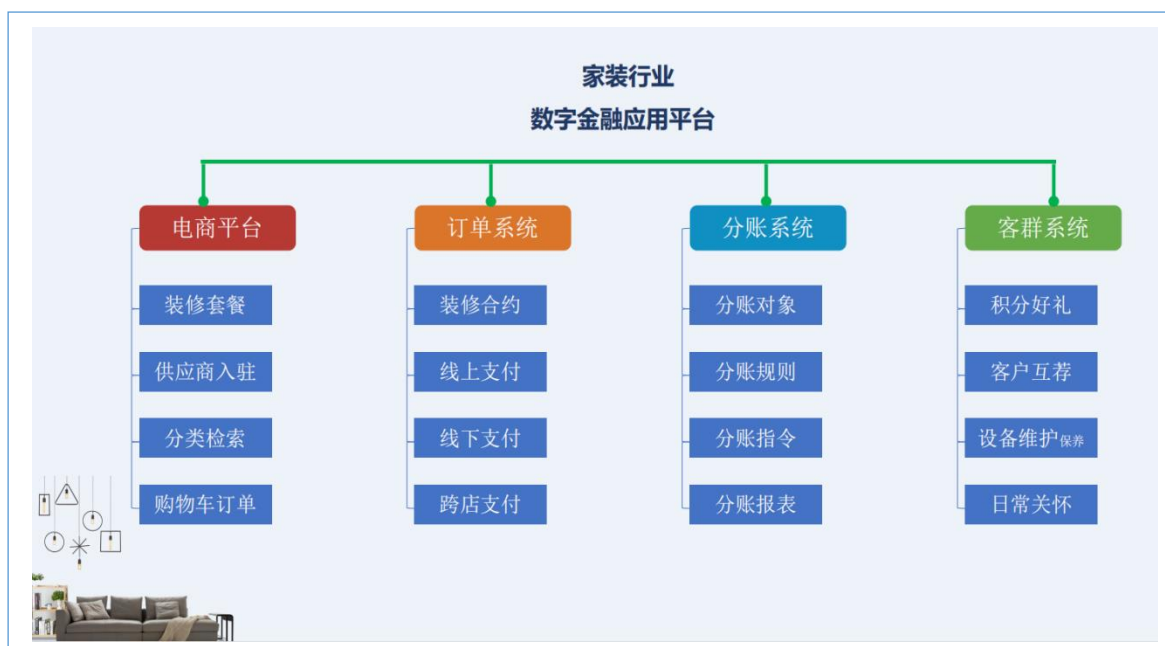 家装行业
数字金融应用平台
电商平台
装修套餐
供应商入驻
分类检索
购物车订单
订单系统
装修合约
线上支付
线下支付
跨店支付
分账系统
分账对象
分账规则
分账指令
分账报表
客群系统
积分好礼
客户互荐
设备维护保养
日常关怀